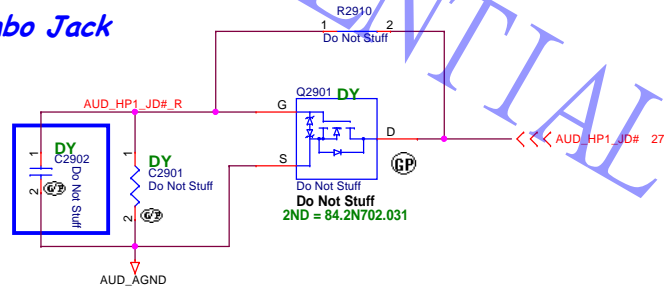 mbo Jack
ENTIAL
R2910
1 2
Do Not Stuff
Q2901 DY
AUD_HP1_JD#_R
G
D
S
AUD_HP1_JD# 27
GP
DY
C2902
1
2
Do Not Stuff
G/P
DY
C2901
Do Not Stuff
1
2
G/P
Do Not Stuff
Do Not Stuff
2ND = 84.2N702.031
AUD_AGND